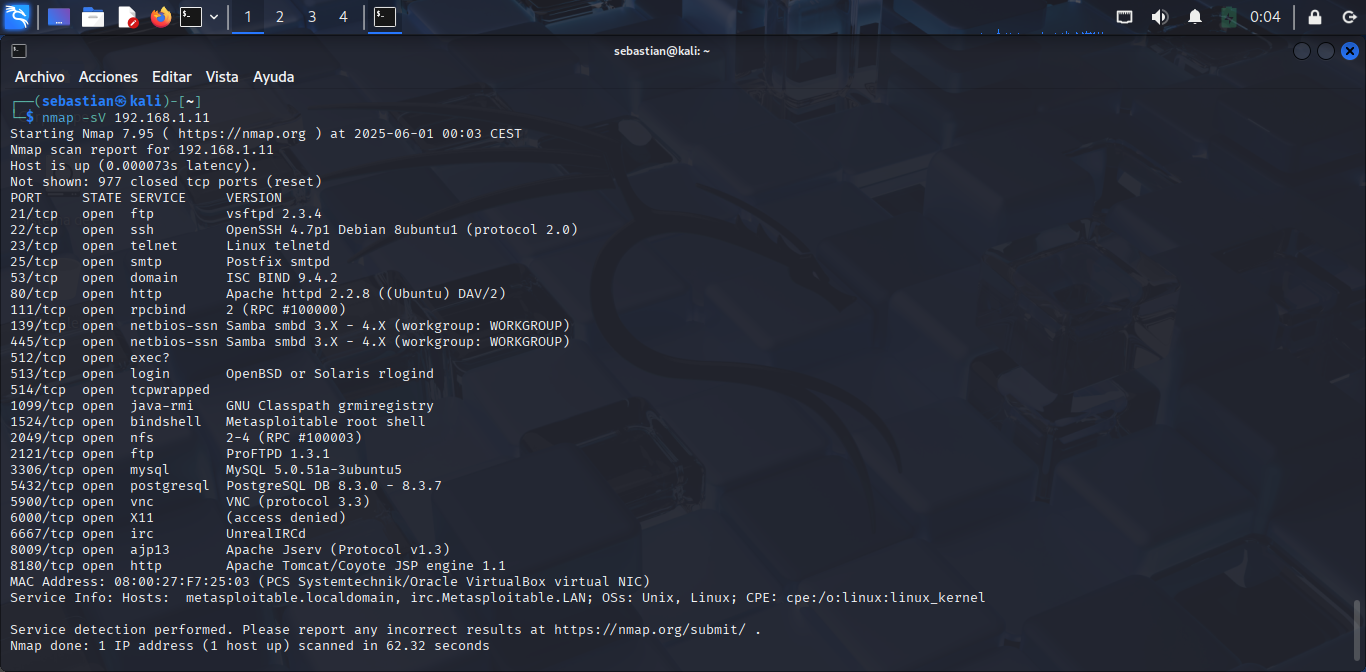 1 2 3 4 0:04
sebastian@kali: ~
Archivo Acciones Editar Vista Ayuda
┌──(sebastian㉿kali)-[~]
└─$ nmap -sV 192.168.1.11
Starting Nmap 7.95 ( https://nmap.org ) at 2025-06-01 00:03 CEST
Nmap scan report for 192.168.1.11
Host is up (0.000073s latency).
Not shown: 977 closed tcp ports (reset)
PORT     STATE SERVICE     VERSION
21/tcp   open  ftp         vsftpd 2.3.4
22/tcp   open  ssh         OpenSSH 4.7p1 Debian 8ubuntu1 (protocol 2.0)
23/tcp   open  telnet      Linux telnetd
25/tcp   open  smtp        Postfix smtpd
53/tcp   open  domain      ISC BIND 9.4.2
80/tcp   open  http        Apache httpd 2.2.8 ((Ubuntu) DAV/2)
111/tcp  open  rpcbind     2 (RPC #100000)
139/tcp  open  netbios-ssn Samba smbd 3.X - 4.X (workgroup: WORKGROUP)
445/tcp  open  netbios-ssn Samba smbd 3.X - 4.X (workgroup: WORKGROUP)
512/tcp  open  exec?
513/tcp  open  login       OpenBSD or Solaris rlogind
514/tcp  open  tcpwrapped
1099/tcp open  java-rmi    GNU Classpath grmiregistry
1524/tcp open  bindshell   Metasploitable root shell
2049/tcp open  nfs         2-4 (RPC #100003)
2121/tcp open  ftp         ProFTPD 1.3.1
3306/tcp open  mysql       MySQL 5.0.51a-3ubuntu5
5432/tcp open  postgresql  PostgreSQL DB 8.3.0 - 8.3.7
5900/tcp open  vnc         VNC (protocol 3.3)
6000/tcp open  X11         (access denied)
6667/tcp open  irc         UnrealIRCd
8009/tcp open  ajp13       Apache Jserv (Protocol v1.3)
8180/tcp open  http        Apache Tomcat/Coyote JSP engine 1.1
MAC Address: 08:00:27:F7:25:03 (PCS Systemtechnik/Oracle VirtualBox virtual NIC)
Service Info: Hosts:  metasploitable.localdomain, irc.Metasploitable.LAN; OSs: Unix, Linux; CPE: cpe:/o:linux:linux_kernel
Service detection performed. Please report any incorrect results at https://nmap.org/submit/ .
Nmap done: 1 IP address (1 host up) scanned in 62.32 seconds